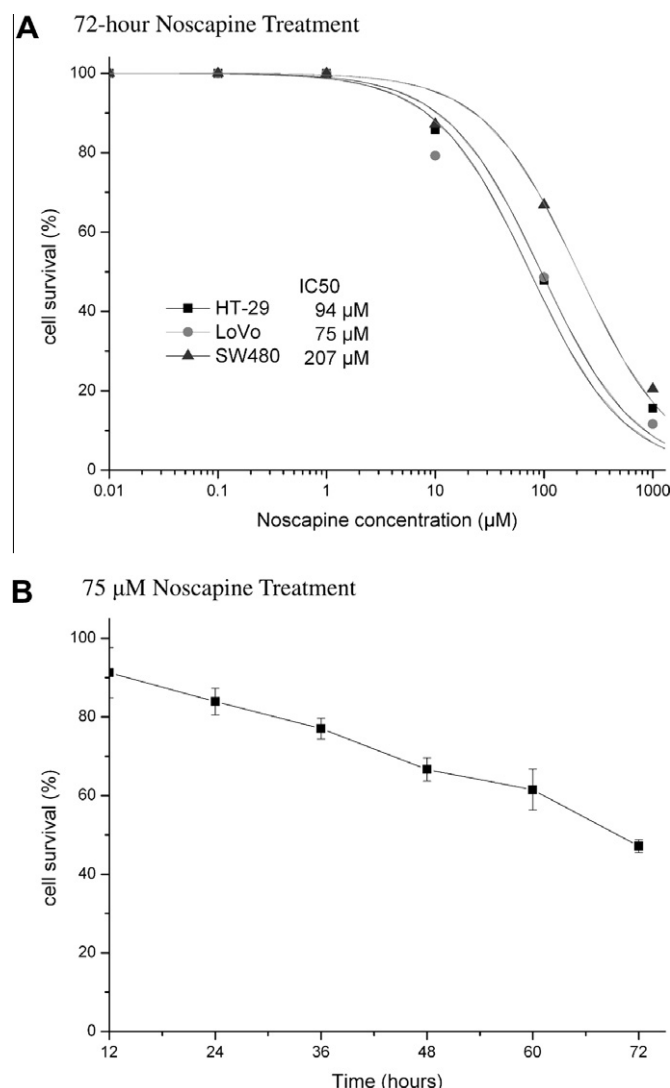 A 72-hour Noscapine Treatment
100
80
60
40
20
0
cell survival (%)
IC50
HT-29 94 µM
LoVo 75 µM
SW480 207 µM
0.01 0.1 1 10 100 1000
Noscapine concentration (µM)
B 75 µM Noscapine Treatment
100
80
60
40
20
0
cell survival (%)
12 24 36 48 60 72
Time (hours)